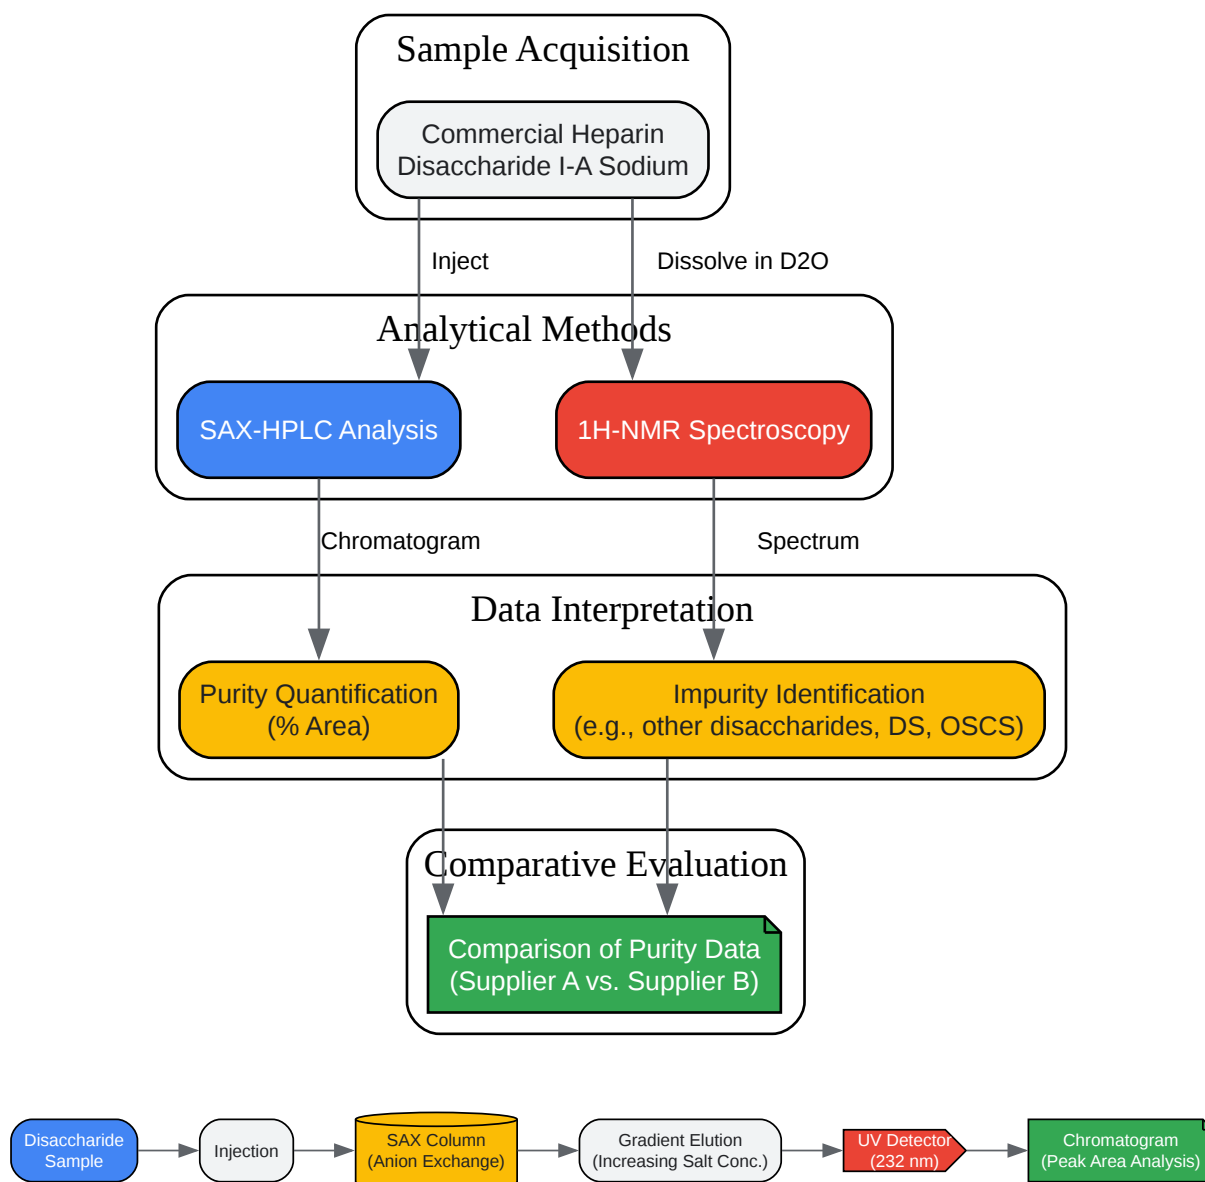 Sample Acquisition
Commercial Heparin
Disaccharide I-A Sodium
Inject
Dissolve in D2O
Analytical Methods
SAX-HPLC Analysis
1H-NMR Spectroscopy
Chromatogram
Spectrum
Data Interpretation
Purity Quantification
(% Area)
Impurity Identification
(e.g., other disaccharides, DS, OSCS)
Comparative Evaluation
Comparison of Purity Data
(Supplier A vs. Supplier B)
Disaccharide
Sample
Injection
SAX Column
(Anion Exchange)
Gradient Elution
(Increasing Salt Conc.)
UV Detector
(232 nm)
Chromatogram
(Peak Area Analysis)